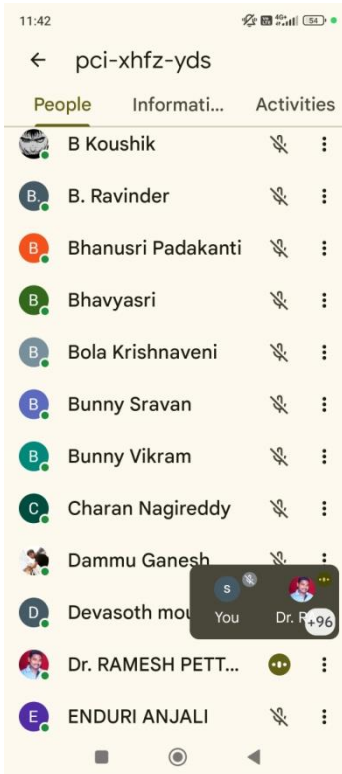 11:42
4G+ 54
pci-xhfz-yds
People Informati... Activities
B Koushik
B. B. Ravinder
B Bhanusri Padakanti
B Bhavyasri
B Bola Krishnaveni
B Bunny Sravan
B Bunny Vikram
C Charan Nagireddy
Dammu Ganesh
S
D Devasoth mou
You Dr. R +96
Dr. RAMESH PETT...
E ENDURI ANJALI